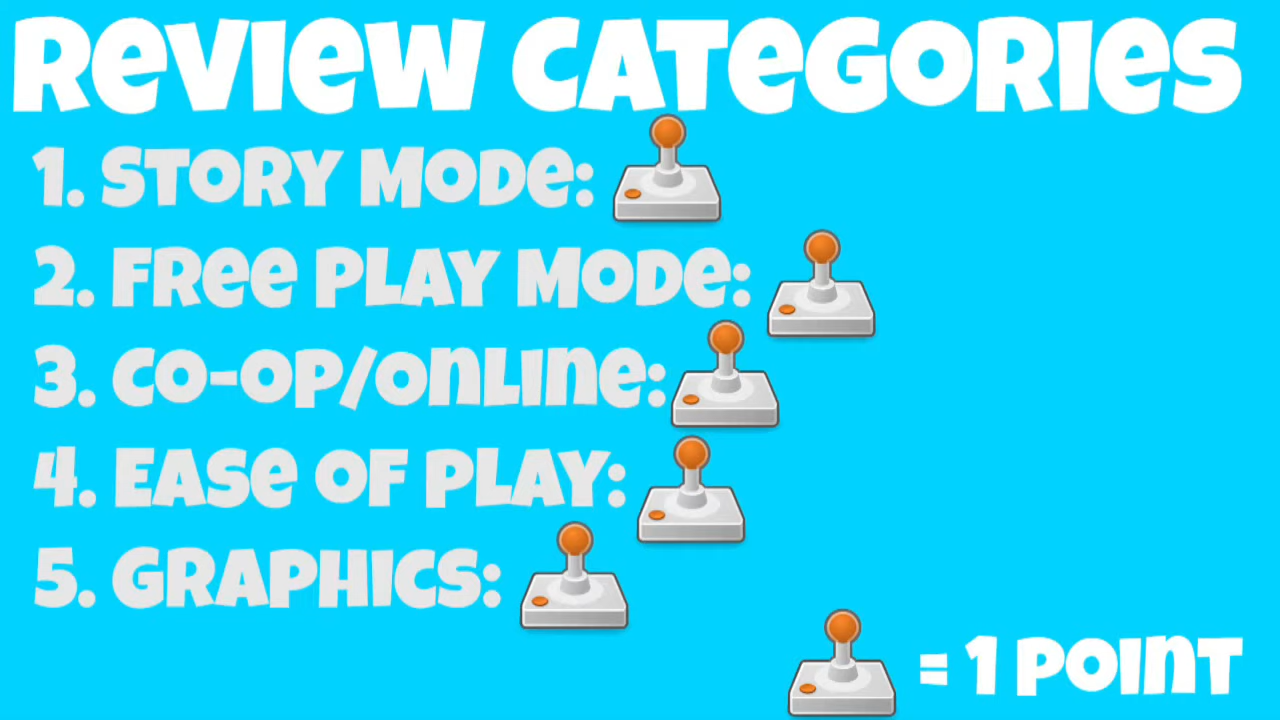 REVIEW CATEGORIES
1. STORY MODE:
2. FREE PLAY MODE:
3. CO-OP/ONLINE:
4. EASE OF PLAY:
5. GRAPHICS:
= 1 POINT